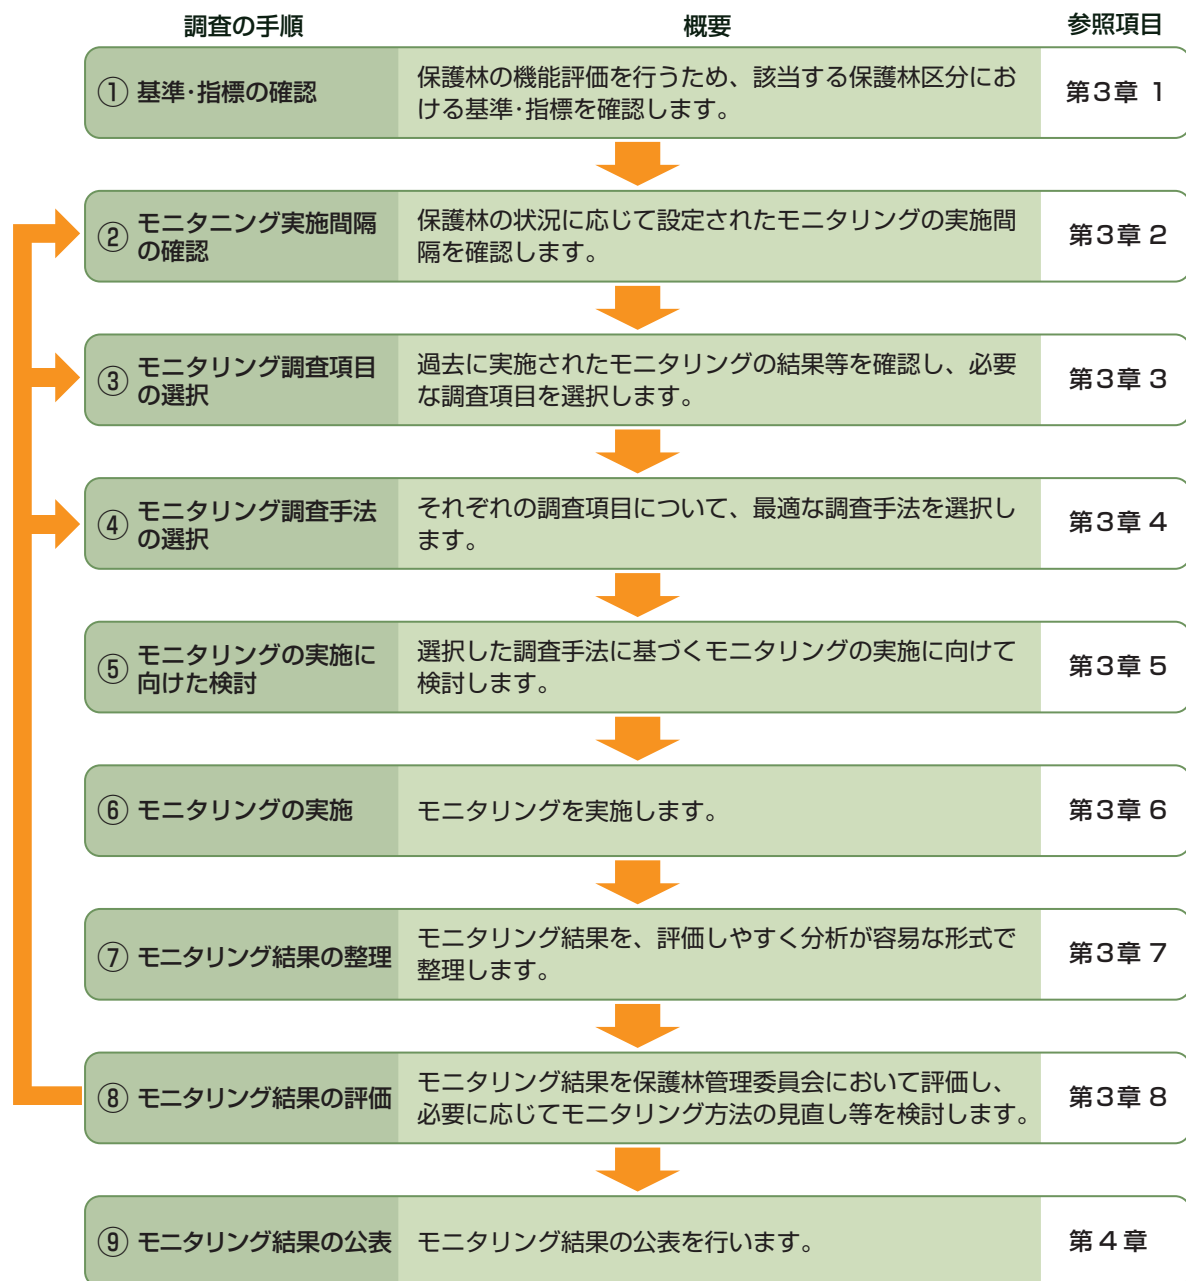 調査の手順 概要 参照項目
① 基準・指標の確認
保護林の機能評価を行うため、該当する保護林区分にお
ける基準・指標を確認します。
第3章 1
② モニタニング実施間隔
の確認
保護林の状況に応じて設定されたモニタリングの実施間
隔を確認します。
第3章 2
③ モニタリング調査項目
の選択
過去に実施されたモニタリングの結果等を確認し、必要
な調査項目を選択します。
第3章 3
④ モニタリング調査手法
の選択
それぞれの調査項目について、最適な調査手法を選択し
ます。
第3章 4
⑤ モニタリングの実施に
向けた検討
選択した調査手法に基づくモニタリングの実施に向けて
検討します。
第3章 5
⑥ モニタリングの実施
モニタリングを実施します。
第3章 6
⑦ モニタリング結果の整理
モニタリング結果を、評価しやすく分析が容易な形式で
整理します。
第3章 7
⑧ モニタリング結果の評価
モニタリング結果を保護林管理委員会において評価し、
必要に応じてモニタリング方法の見直し等を検討します。
第3章 8
⑨ モニタリング結果の公表
モニタリング結果の公表を行います。
第4章